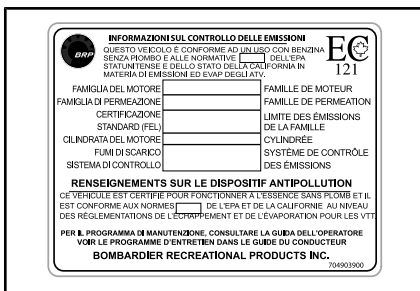 BRP
INFORMAZIONI SUL CONTROLLO DELLE EMISSIONI
QUESTO VEICOLO È CONFORME AD UN USO CON BENZINA
SENZA PIOMBO E ALLE NORMATIVE DELL'EPA
STATUNITENSE E DELLO STATO DELLA CALIFORNIA IN
MATERIA DI EMISSIONI ED EVAP DEGLI ATV.
EC
121
FAMIGLIA DEL MOTORE FAMILLE DE MOTEUR
FAMIGLIA DI PERMEAZIONE FAMILLE DE PERMEATION
CERTIFICAZIONE LIMITE DES ÉMISSIONS
STANDARD (FEL) DE LA FAMILLE
CILINDRATA DEL MOTORE CYLINDRÉE
FUMI DI SCARICO SYSTÈME DE CONTRÔLE
SISTEMA DI CONTROLLO DES ÉMISSIONS
RENSEIGNEMENTS SUR LE DISPOSITIF ANTIPOLLUTION
CE VÉHICULE EST CERTIFIÉ POUR FONCTIONNER À L'ESSENCE SANS PLOMB ET IL
EST CONFORME AUX NORMES DE L'EPA ET DE LA CALIFORNIE AU NIVEAU
DES RÉGLEMENTATIONS DE L'ÉCHAPPEMENT ET DE L'ÉVAPORATION POUR LES VTT.
PER IL PROGRAMMA DI MANUTENZIONE, CONSULTARE LA GUIDA DELL'OPERATORE
VOIR LE PROGRAMME D'ENTRETIEN DANS LE GUIDE DU CONDUCTEUR
BOMBARDIER RECREATIONAL PRODUCTS INC.
704903900